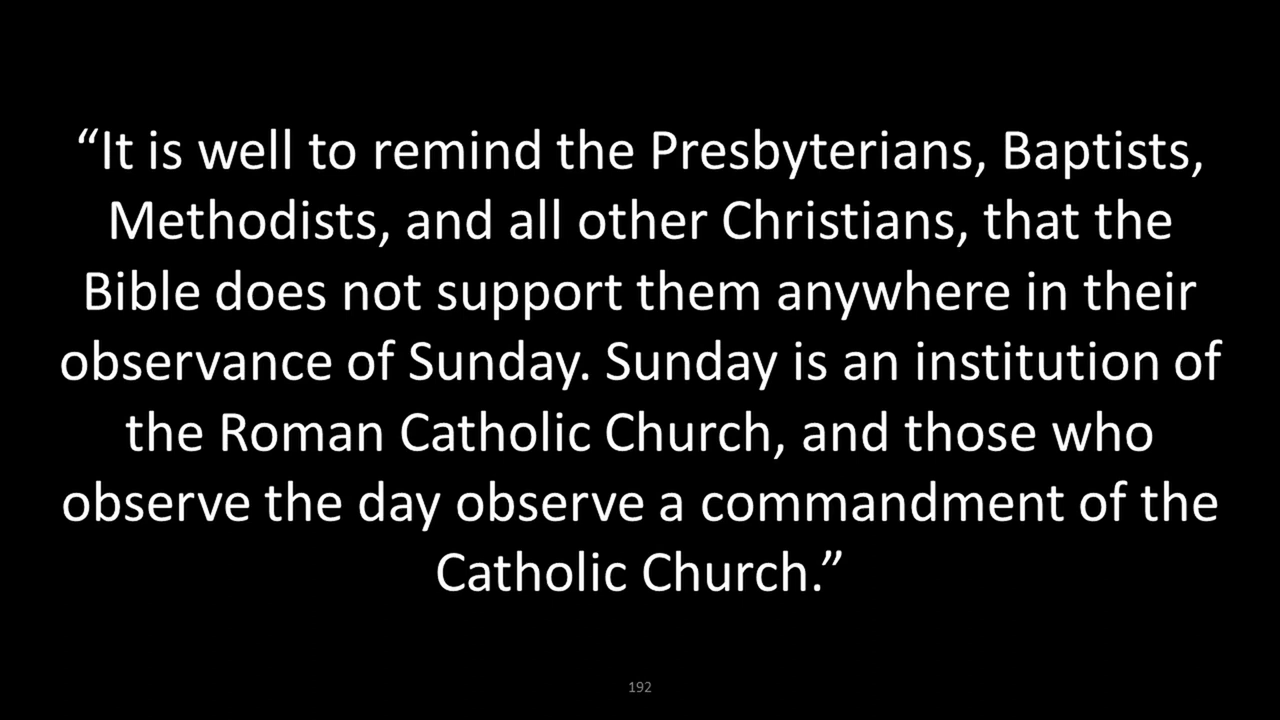 “It is well to remind the Presbyterians, Baptists,
Methodists, and all other Christians, that the
Bible does not support them anywhere in their
observance of Sunday. Sunday is an institution of
the Roman Catholic Church, and those who
observe the day observe a commandment of the
Catholic Church.”
192